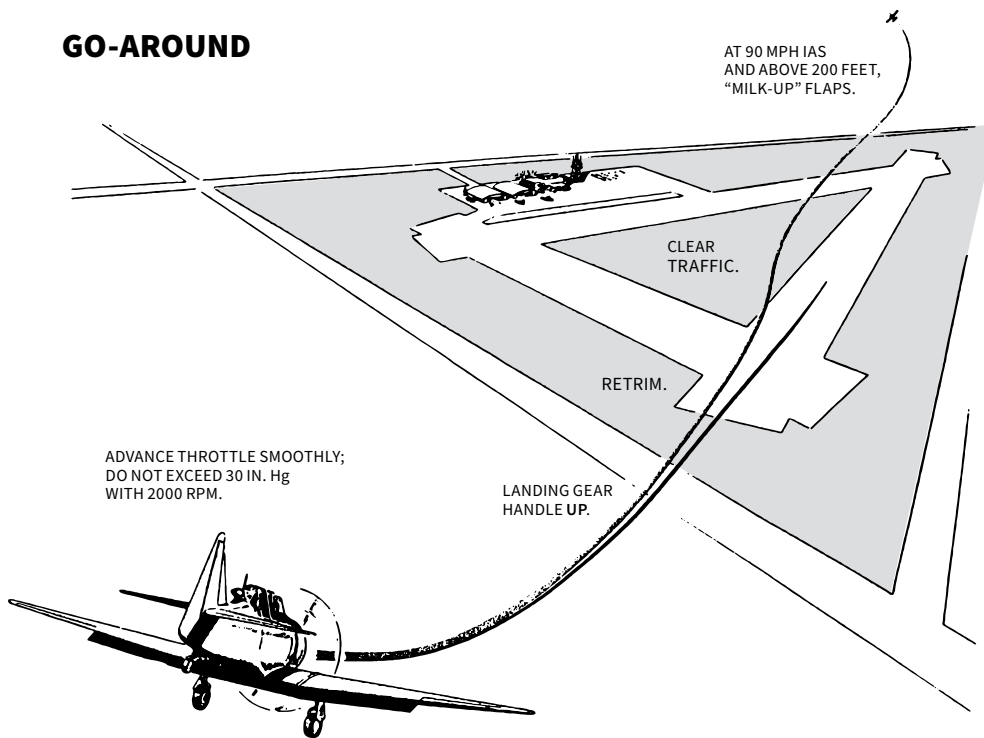 GO-AROUND
AT 90 MPH IAS
AND ABOVE 200 FEET,
“MILK-UP” FLAPS.
CLEAR
TRAFFIC.
RETRIM.
ADVANCE THROTTLE SMOOTHLY;
DO NOT EXCEED 30 IN. Hg
WITH 2000 RPM.
LANDING GEAR
HANDLE UP.